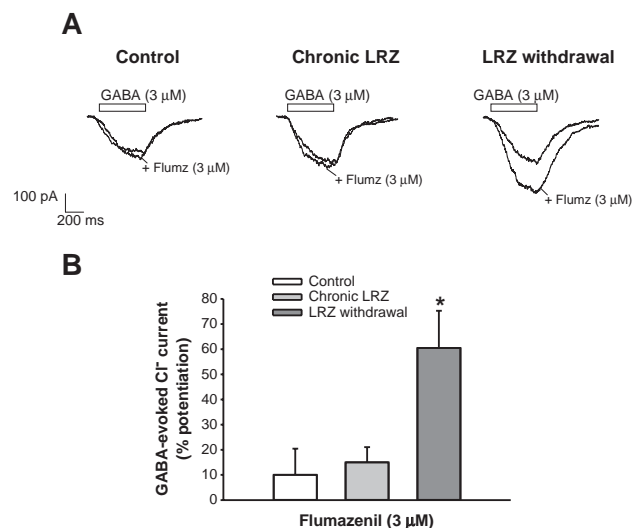 A
Control
Chronic LRZ
LRZ withdrawal
GABA (3 μM)
GABA (3 μM)
GABA (3 μM)
+ Flumz (3 μM)
+ Flumz (3 μM)
+ Flumz (3 μM)
100 pA
200 ms
B
Control
Chronic LRZ
LRZ withdrawal
GABA-evoked Cl⁻ current
(% potentiation)
80
70
60
50
40
30
20
10
0
*
Flumazenil (3 μM)